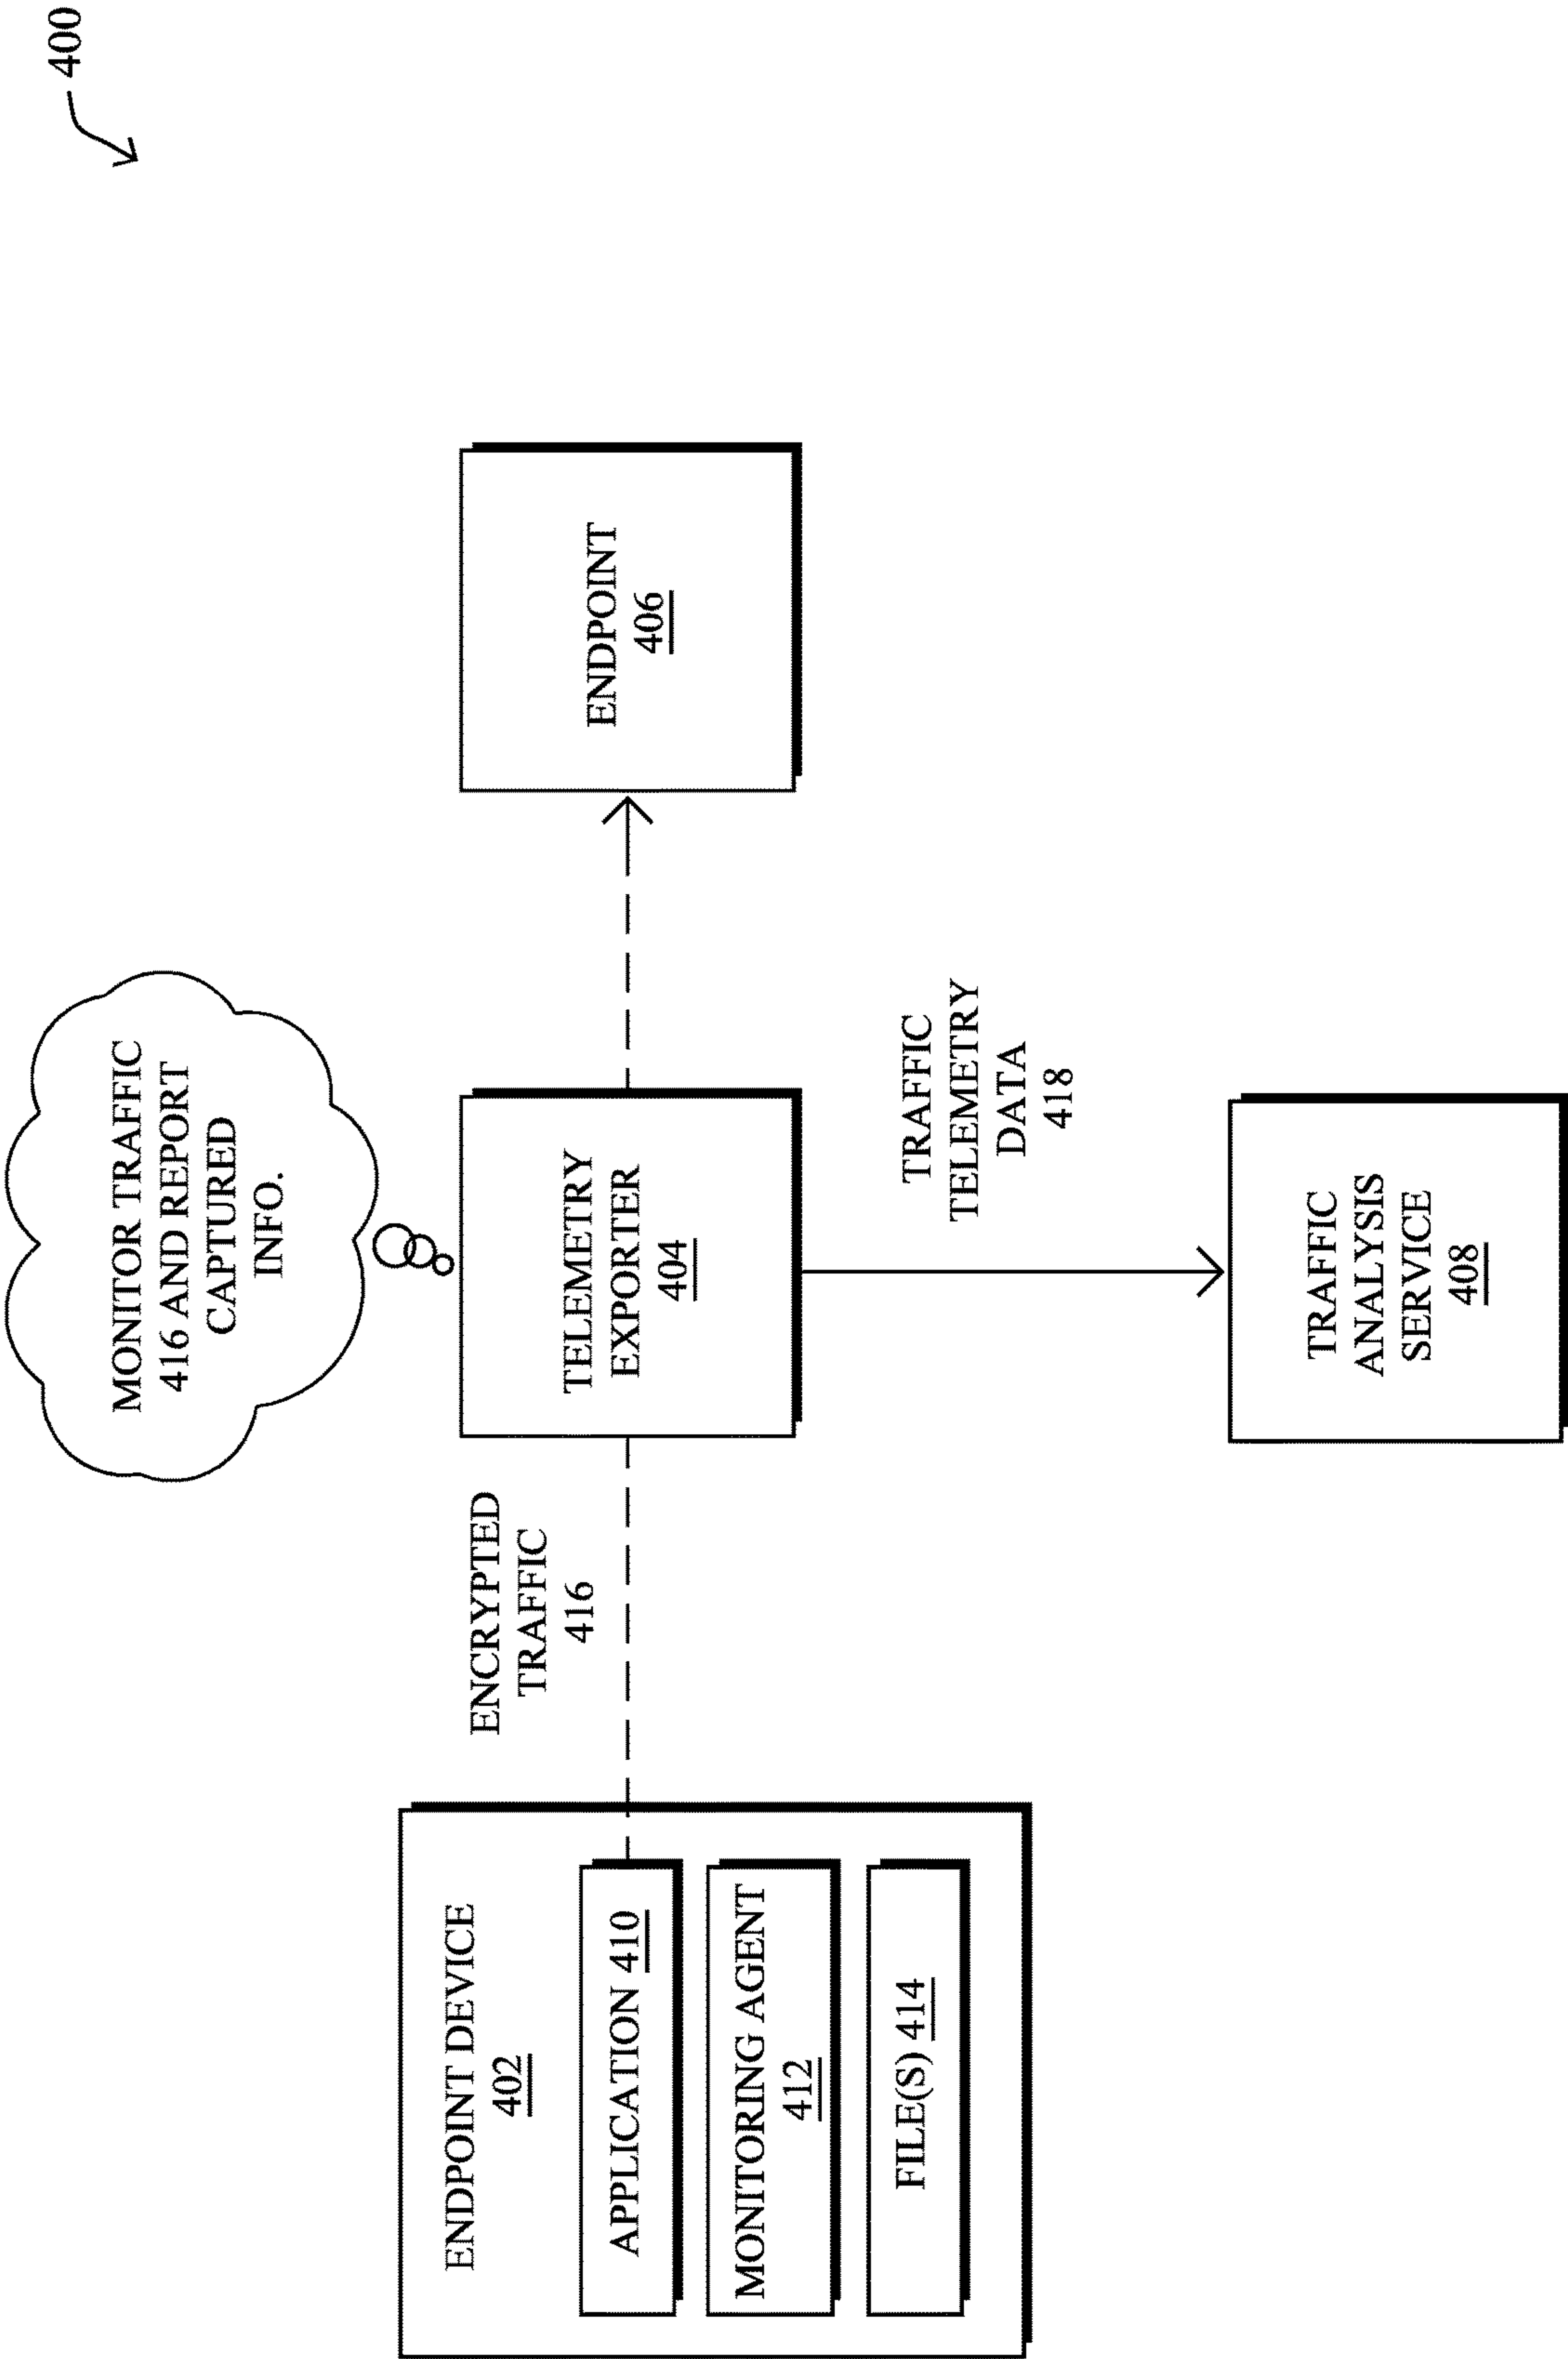 400
MONITOR TRAFFIC
416 AND REPORT
CAPTURED
INFO.
ENDPOINT DEVICE
402
APPLICATION 410
MONITORING AGENT
412
FILE(S) 414
ENCRYPTED
TRAFFIC
416
TELEMETRY
EXPORTER
404
ENDPOINT
406
TRAFFIC
TELEMETRY
DATA
418
TRAFFIC
ANALYSIS
SERVICE
408